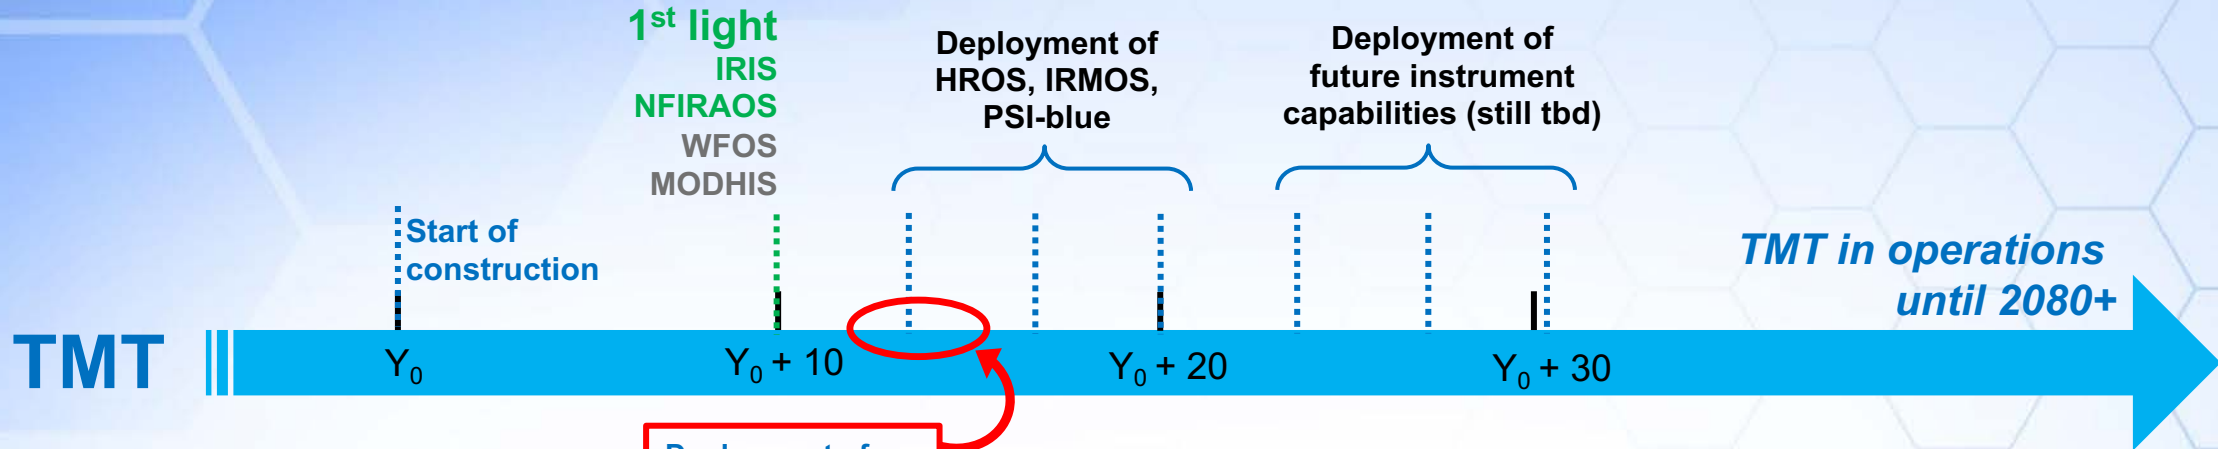 1st light
IRIS
NFIRAOS
WFOS
MODHIS
Deployment of
HROS, IRMOS,
PSI-blue
Deployment of
future instrument
capabilities (still tbd)
Start of
construction
TMT in operations
until 2080+
TMT
Y0
Y0 + 10
Y0 + 20
Y0 + 30